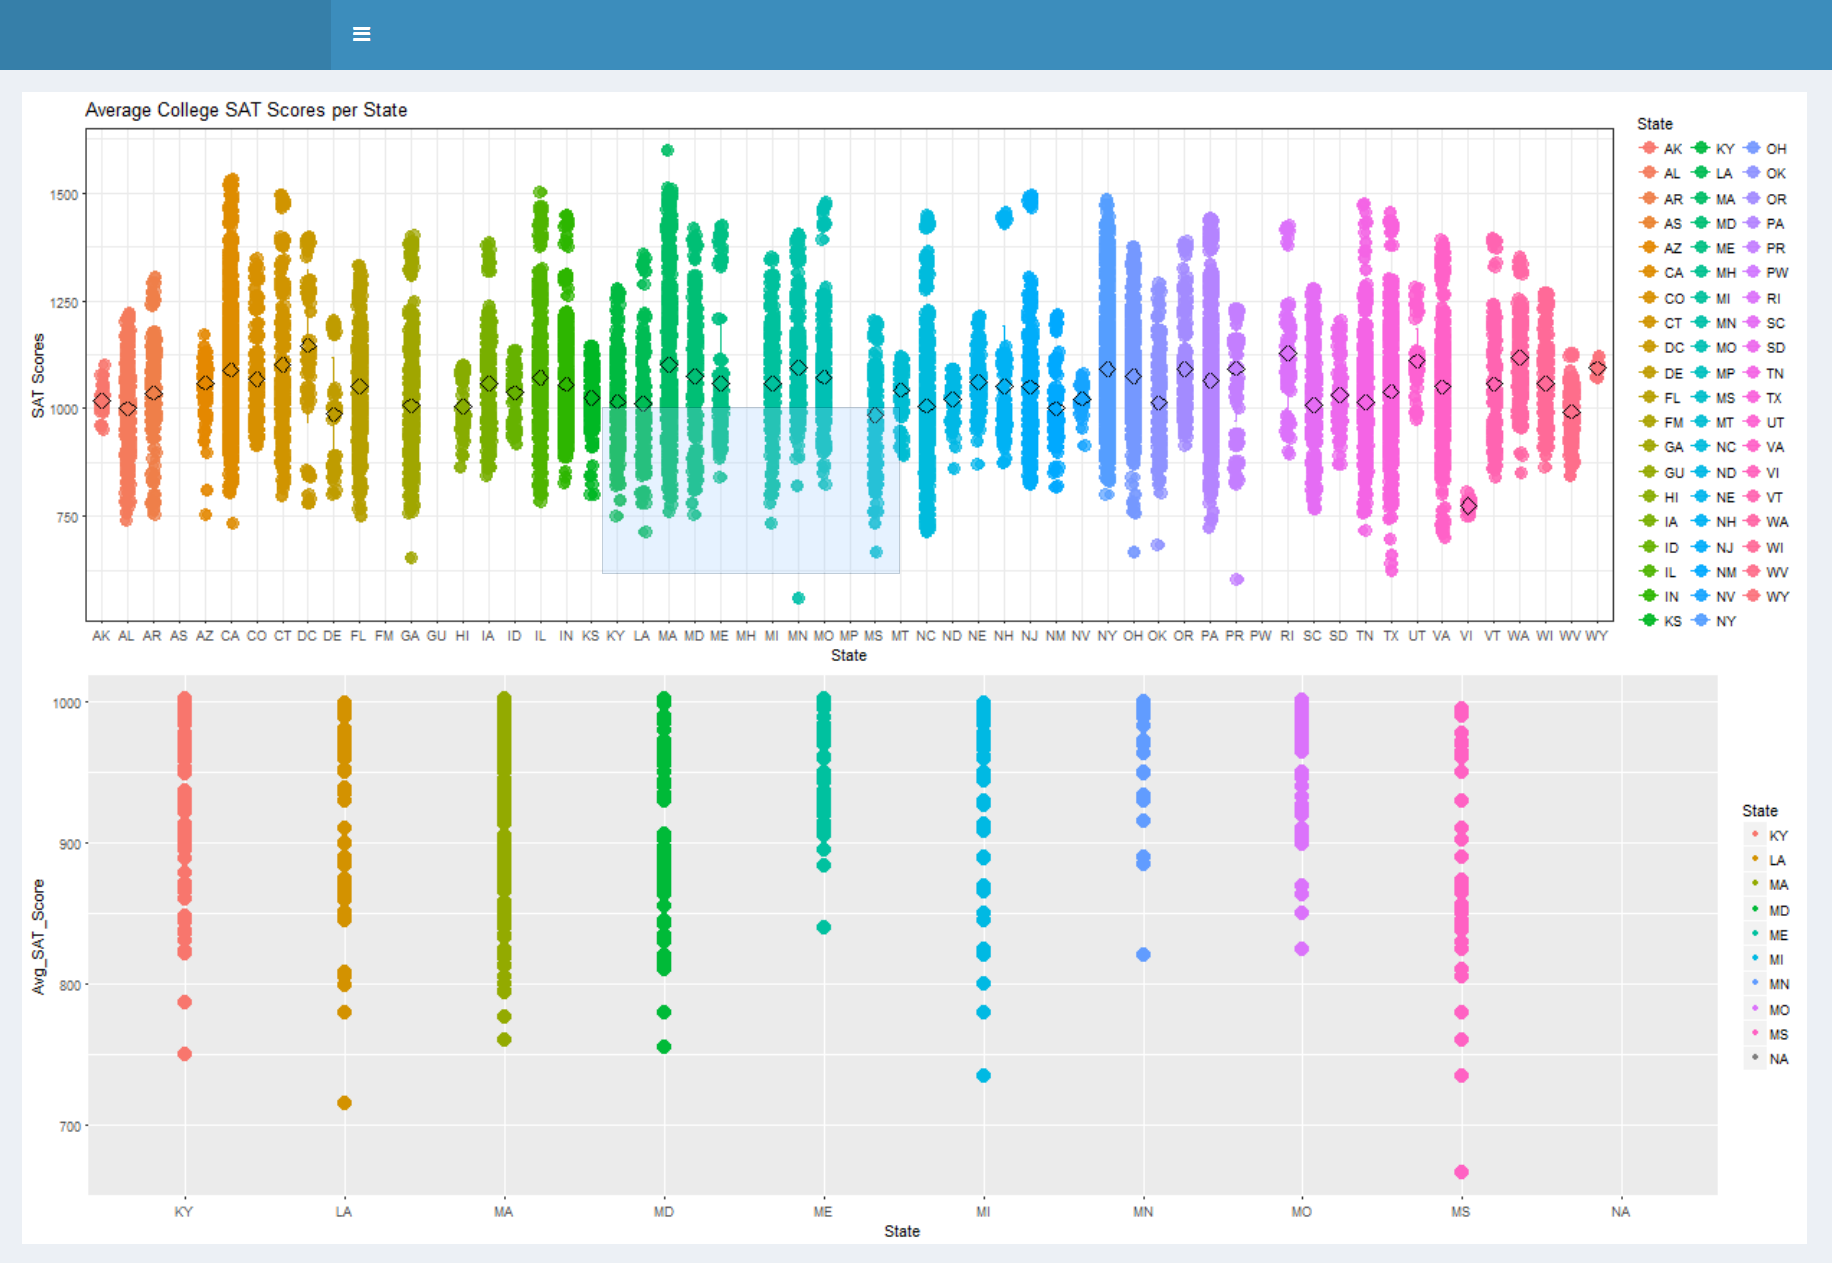 Average College SAT Scores per State
SAT Scores
1500
1250
1000
750
AK AL AR AS AZ CA CO CT DC DE FL FM GA GU HI IA ID IL IN KS KY LA MA MD ME MH MI MN MO MP MS MT NC ND NE NH NJ NM NV NY OH OK OR PA PR PW RI SC SD TN TX UT VA VI VT WA WI WV WY
State
State
AK KY OH
AL LA OK
AR MA OR
AS MD PA
AZ ME PR
CA MH PW
CO MI RI
CT MN SC
DC MO SD
DE MP TN
FL MS TX
FM MT UT
GA NC VA
GU ND VI
HI NE VT
IA NH WA
ID NJ WI
IL NM WV
IN NV WY
KS NY
Avg_SAT_Score
1000
900
800
700
KY LA MA MD ME MI MN MO MS NA
State
State
KY
LA
MA
MD
ME
MI
MN
MO
MS
NA